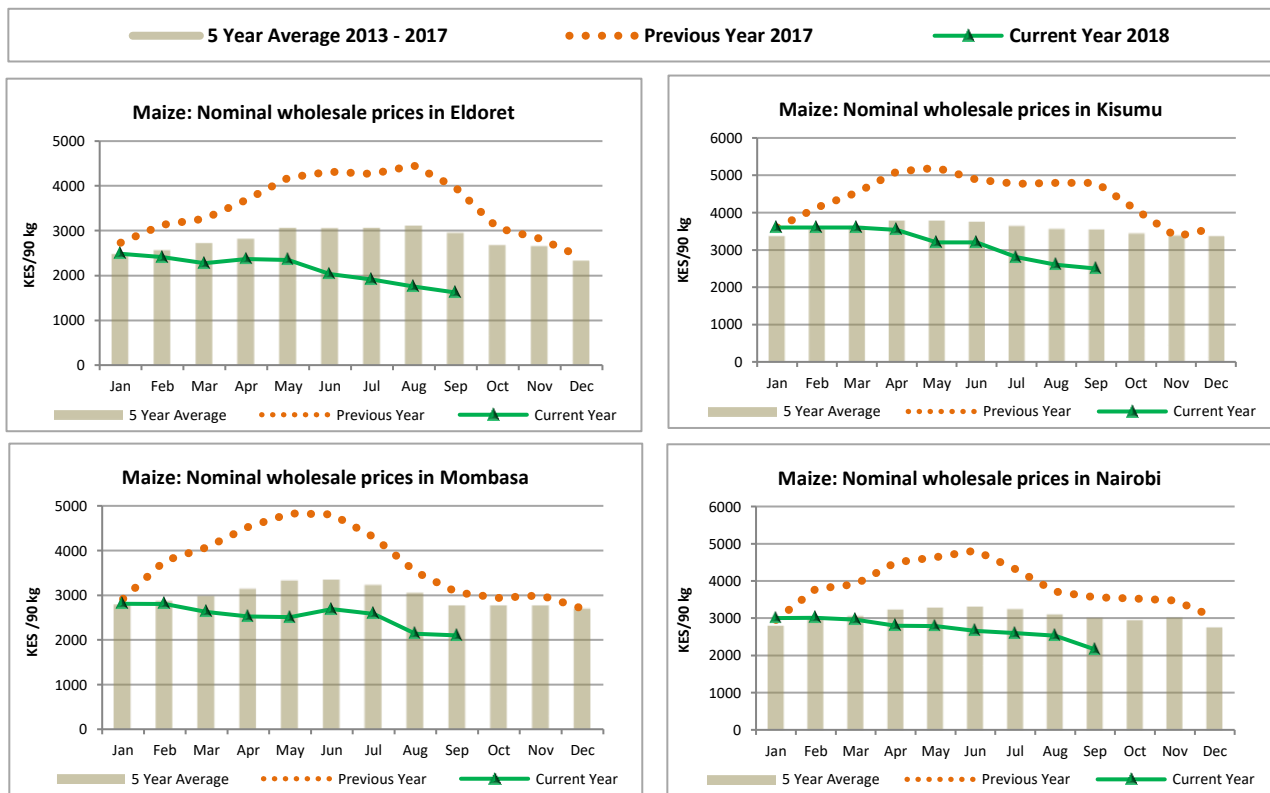 5 Year Average 2013 - 2017 Previous Year 2017 Current Year 2018
Maize: Nominal wholesale prices in Eldoret
KES/90 kg
5000
4000
3000
2000
1000
0
Jan Feb Mar Apr May Jun Jul Aug Sep Oct Nov Dec
5 Year Average Previous Year Current Year
Maize: Nominal wholesale prices in Kisumu
KES/90 kg
6000
5000
4000
3000
2000
1000
0
Jan Feb Mar Apr May Jun Jul Aug Sep Oct Nov Dec
5 Year Average Previous Year Current Year
Maize: Nominal wholesale prices in Mombasa
KES/90 kg
5000
4000
3000
2000
1000
0
Jan Feb Mar Apr May Jun Jul Aug Sep Oct Nov Dec
5 Year Average Previous Year Current Year
Maize: Nominal wholesale prices in Nairobi
KES/90 kg
6000
5000
4000
3000
2000
1000
0
Jan Feb Mar Apr May Jun Jul Aug Sep Oct Nov Dec
5 Year Average Previous Year Current Year